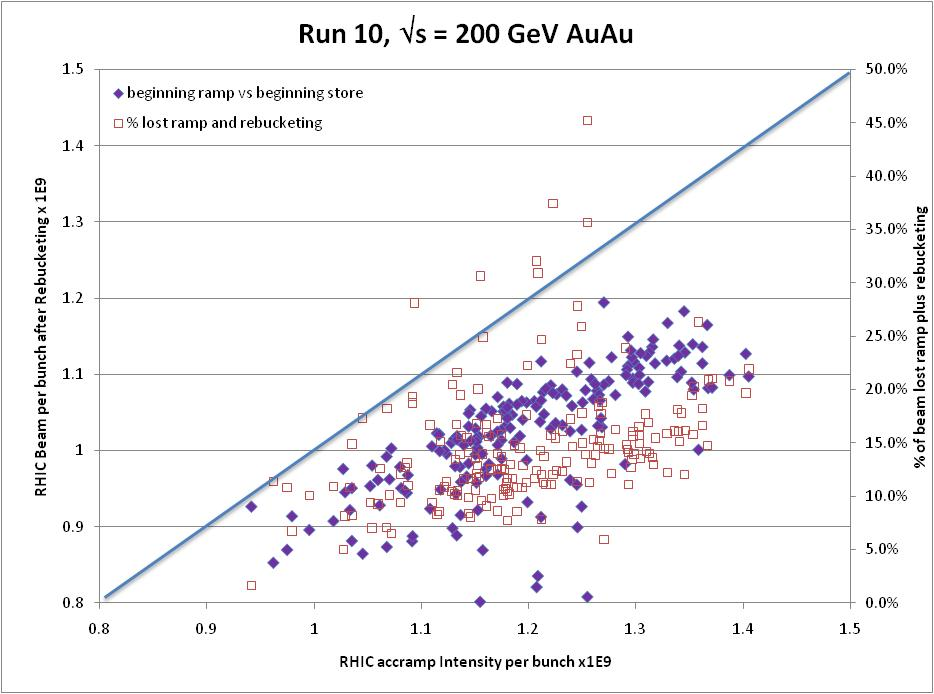 Run 10, √s = 200 GeV AuAu
beginning ramp vs beginning store
% lost ramp and rebucketing
RHIC Beam per bunch after Rebucketing x 1E9
1.5
1.4
1.3
1.2
1.1
1
0.9
0.8
50.0%
45.0%
40.0%
35.0%
30.0%
25.0%
20.0%
15.0%
10.0%
5.0%
0.0%
% of beam lost ramp plus rebucketing
0.8 0.9 1 1.1 1.2 1.3 1.4 1.5
RHIC accramp Intensity per bunch x1E9